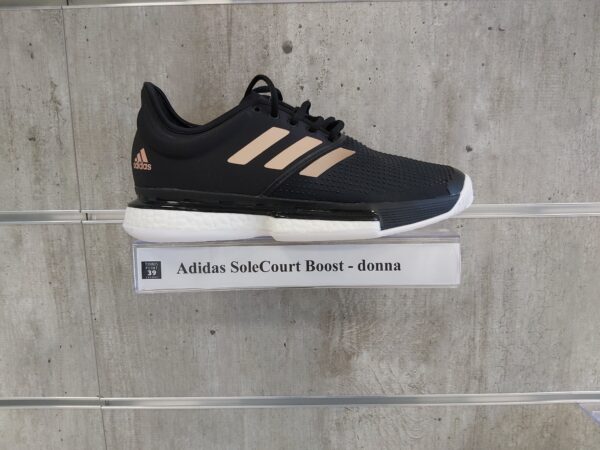 adidas
39
Adidas SoleCourt Boost - donna